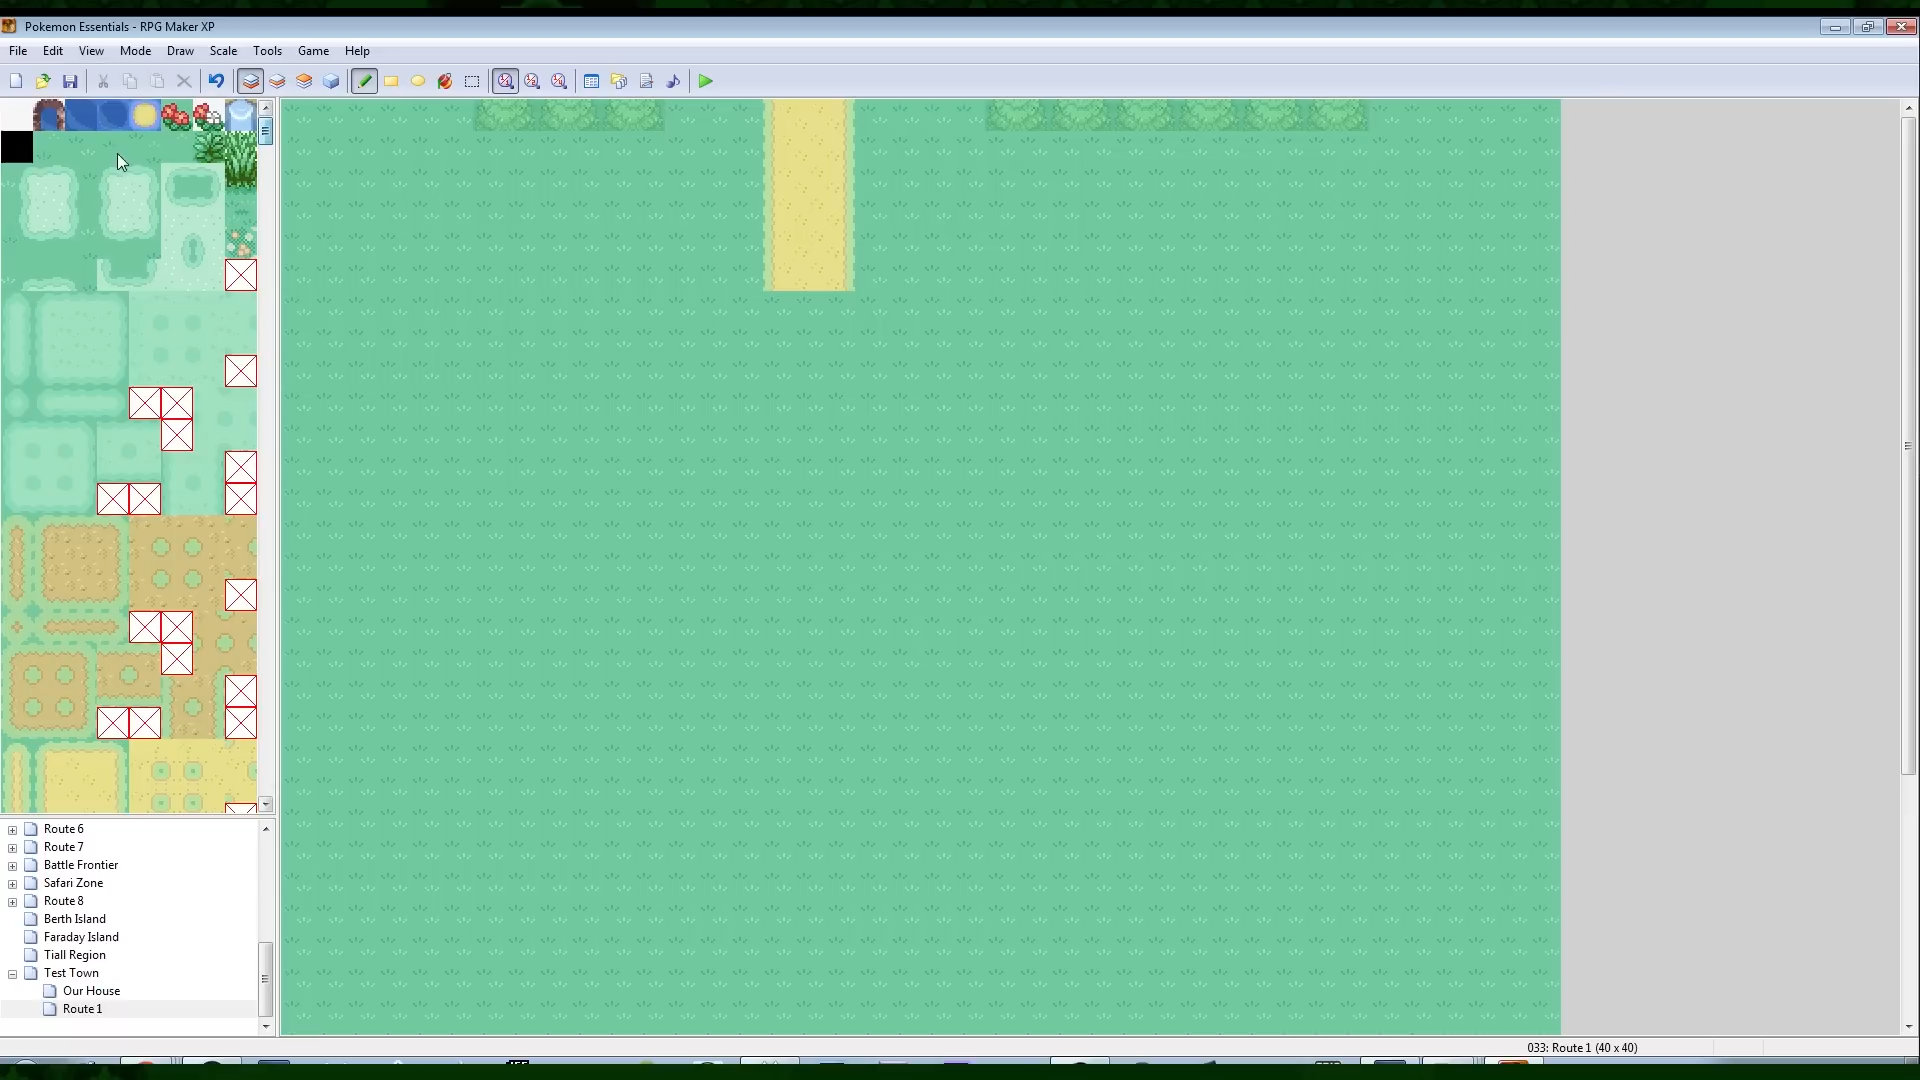 Pokemon Essentials - RPG Maker XP
File Edit View Mode Draw Scale Tools Game Help
Route 6
Route 7
Battle Frontier
Safari Zone
Route 8
Berth Island
Faraday Island
Tiall Region
Test Town
Our House
Route 1
033: Route 1 (40 x 40)